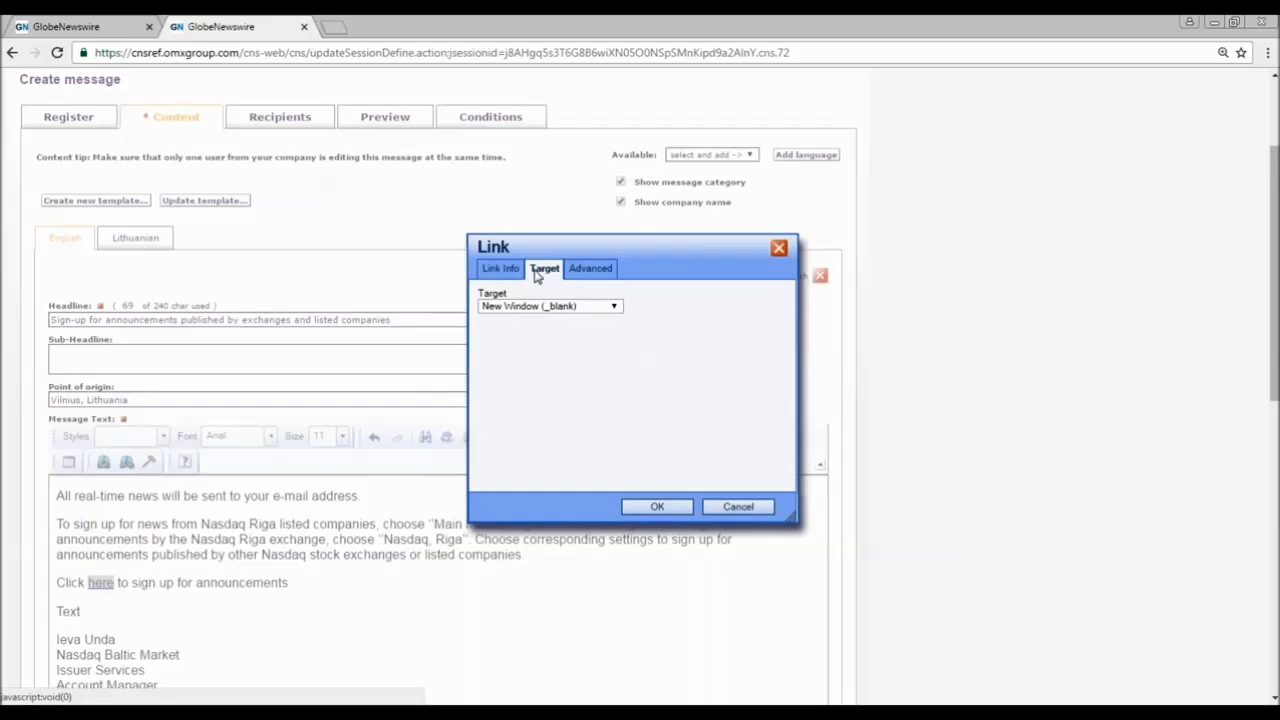 GN GlobeNewswire
GN GlobeNewswire
https://cnsref.omxgroup.com/cns-web/cns/updateSessionDefine.action;jsessionid=j8AHgq5s3T6G8B6wiXN05O0NSpSMnKipd9a2AlnY.cns.72
Create message
Register
* Content
Recipients
Preview
Conditions
Content tip: Make sure that only one user from your company is editing this message at the same time.
Available:
select and add ->
Add language
Show message category
Create new template...
Update template...
Show company name
English
Lithuanian
Link
Link Info
Target
Advanced
Target
New Window (_blank)
OK
Cancel
Headline:
( 69 of 240 char used )
Sign-up for announcements published by exchanges and listed companies
Sub-Headline:
Point of origin:
Vilnius, Lithuania
Message Text:
Styles
Font
Arial
Size
11
All real-time news will be sent to your e-mail address.
To sign up for news from Nasdaq Riga listed companies, choose "Main
announcements by the Nasdaq Riga exchange, choose "Nasdaq, Riga". Choose corresponding settings to sign up for
announcements published by other Nasdaq stock exchanges or listed companies.
Click here to sign up for announcements
Text
Ieva Unda
Nasdaq Baltic Market
Issuer Services
Account Manager
javascript:void(0)